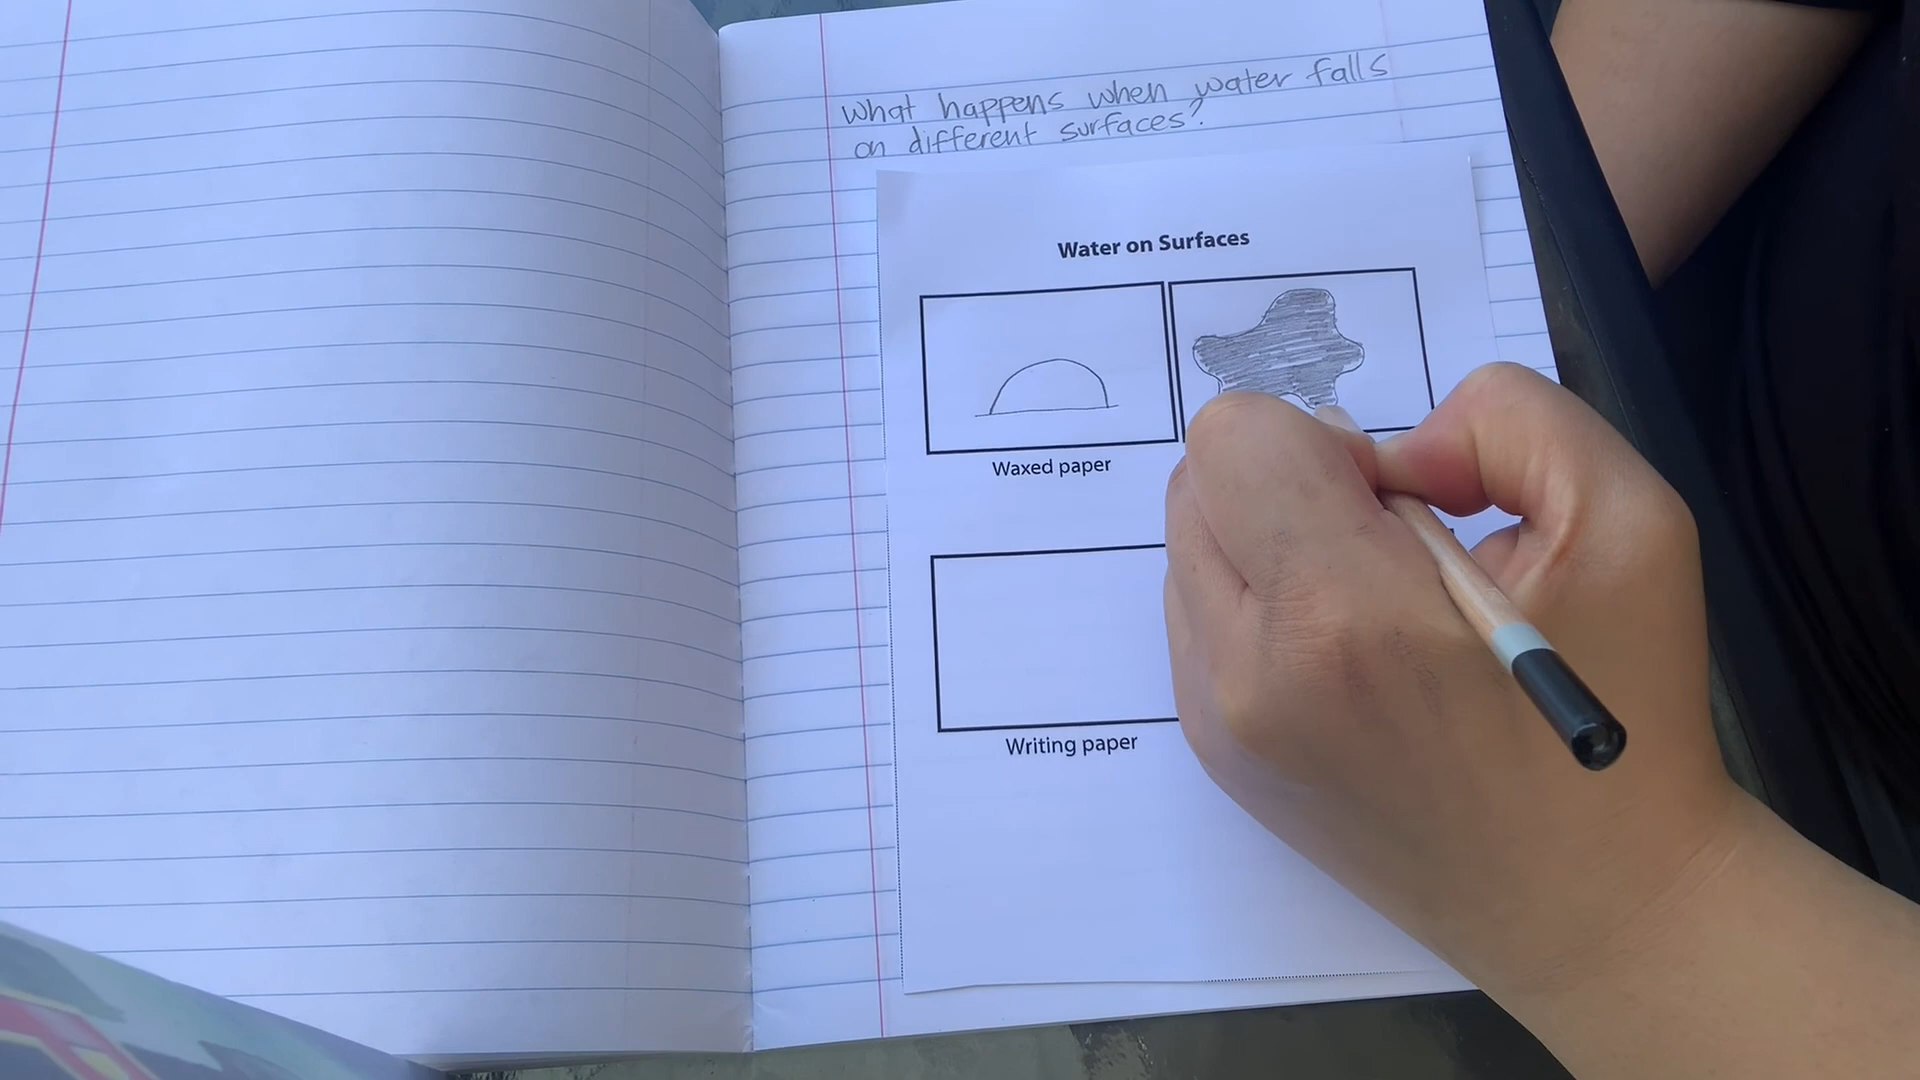 What happens when water falls
on different surfaces?
Water on Surfaces
Waxed paper
Writing paper